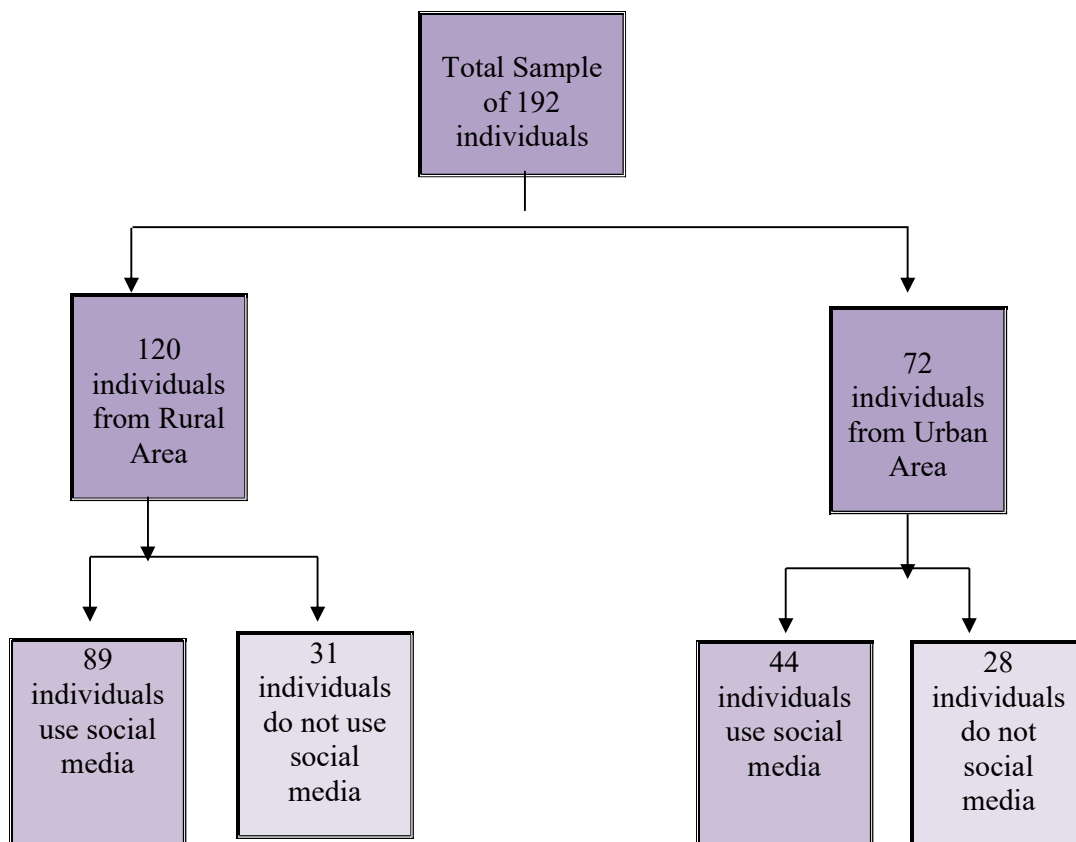 Total Sample
of 192
individuals
120
individuals
from Rural
Area
72
individuals
from Urban
Area
89
individuals
use social
media
31
individuals
do not use
social
media
44
individuals
use social
media
28
individuals
do not
social
media